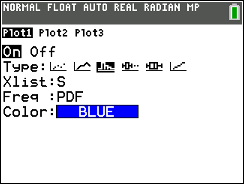 NORMAL FLOAT AUTO REAL RADIAN MP
Plot1 Plot2 Plot3
On Off
Type:
Xlist:S
Freq :PDF
Color: BLUE